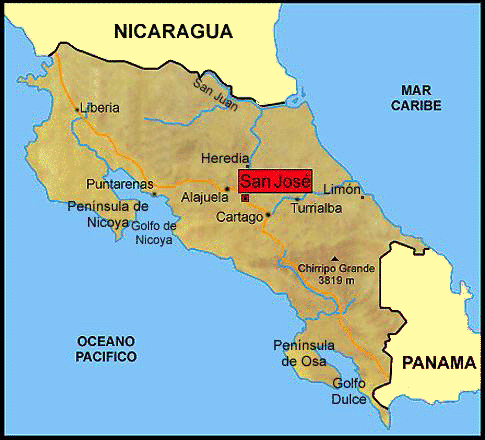 NICARAGUA
MAR
CARIBE
San Juan
Liberia
Heredia
San José
Limón
Puntarenas
Alajuela
Turrialba
Península de
Nicoya
Cartago
Golfo de
Nicoya
Chirripo Grande
3819 m
OCEANO
PACIFICO
Península
de Osa
PANAMA
Golfo
Dulce